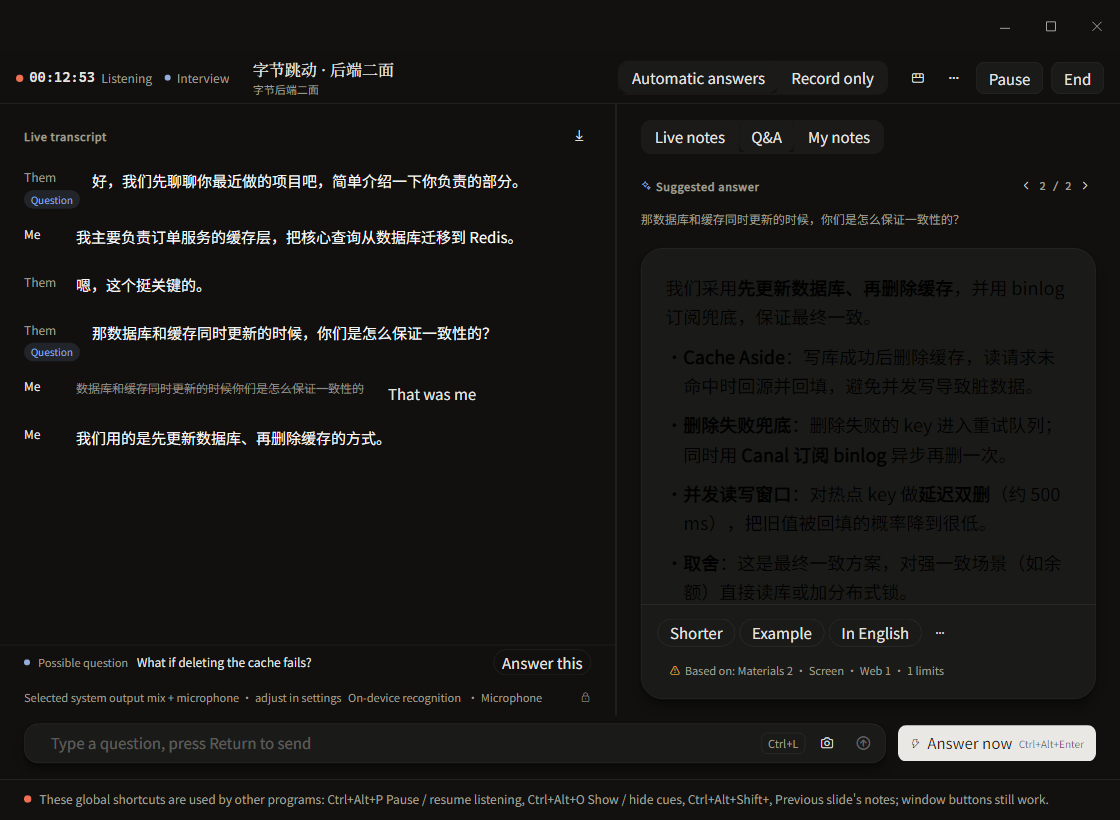 00:12:53 Listening Interview
字节跳动 · 后端二面
字节后端二面
Automatic answers Record only
Pause End
Live transcript
Them 好，我们先聊聊你最近做的项目吧，简单介绍一下你负责的部分。
Question
Me 我主要负责订单服务的缓存层，把核心查询从数据库迁移到 Redis。
Them 嗯，这个挺关键的。
Them 那数据库和缓存同时更新的时候，你们是怎么保证一致性的？
Question
Me 数据库和缓存同时更新的时候你们是怎么保证一致性的 That was me
Me 我们用的是先更新数据库、再删除缓存的方式。
Possible question What if deleting the cache fails? Answer this
Selected system output mix + microphone • adjust in settings On-device recognition • Microphone
Live notes Q&A My notes
Suggested answer 2 / 2
那数据库和缓存同时更新的时候，你们是怎么保证一致性的？
我们采用先更新数据库、再删除缓存，并用 binlog
订阅兜底，保证最终一致。
• Cache Aside：写库成功后删除缓存，读请求未
命中时回源并回填，避免并发写导致脏数据。
• 删除失败兜底：删除失败的 key 进入重试队列；
同时用 Canal 订阅 binlog 异步再删一次。
• 并发读写窗口：对热点 key 做延迟双删（约 500
ms），把旧值被回填的概率降到很低。
• 取舍：这是最终一致方案，对强一致场景（如余
额）直接读库或加分布式锁。
Shorter Example In English
Based on: Materials 2 • Screen • Web 1 • 1 limits
Type a question, press Return to send Ctrl+L
Answer now Ctrl+Alt+Enter
These global shortcuts are used by other programs: Ctrl+Alt+P Pause / resume listening, Ctrl+Alt+O Show / hide cues, Ctrl+Alt+Shift+, Previous slide's notes; window buttons still work.